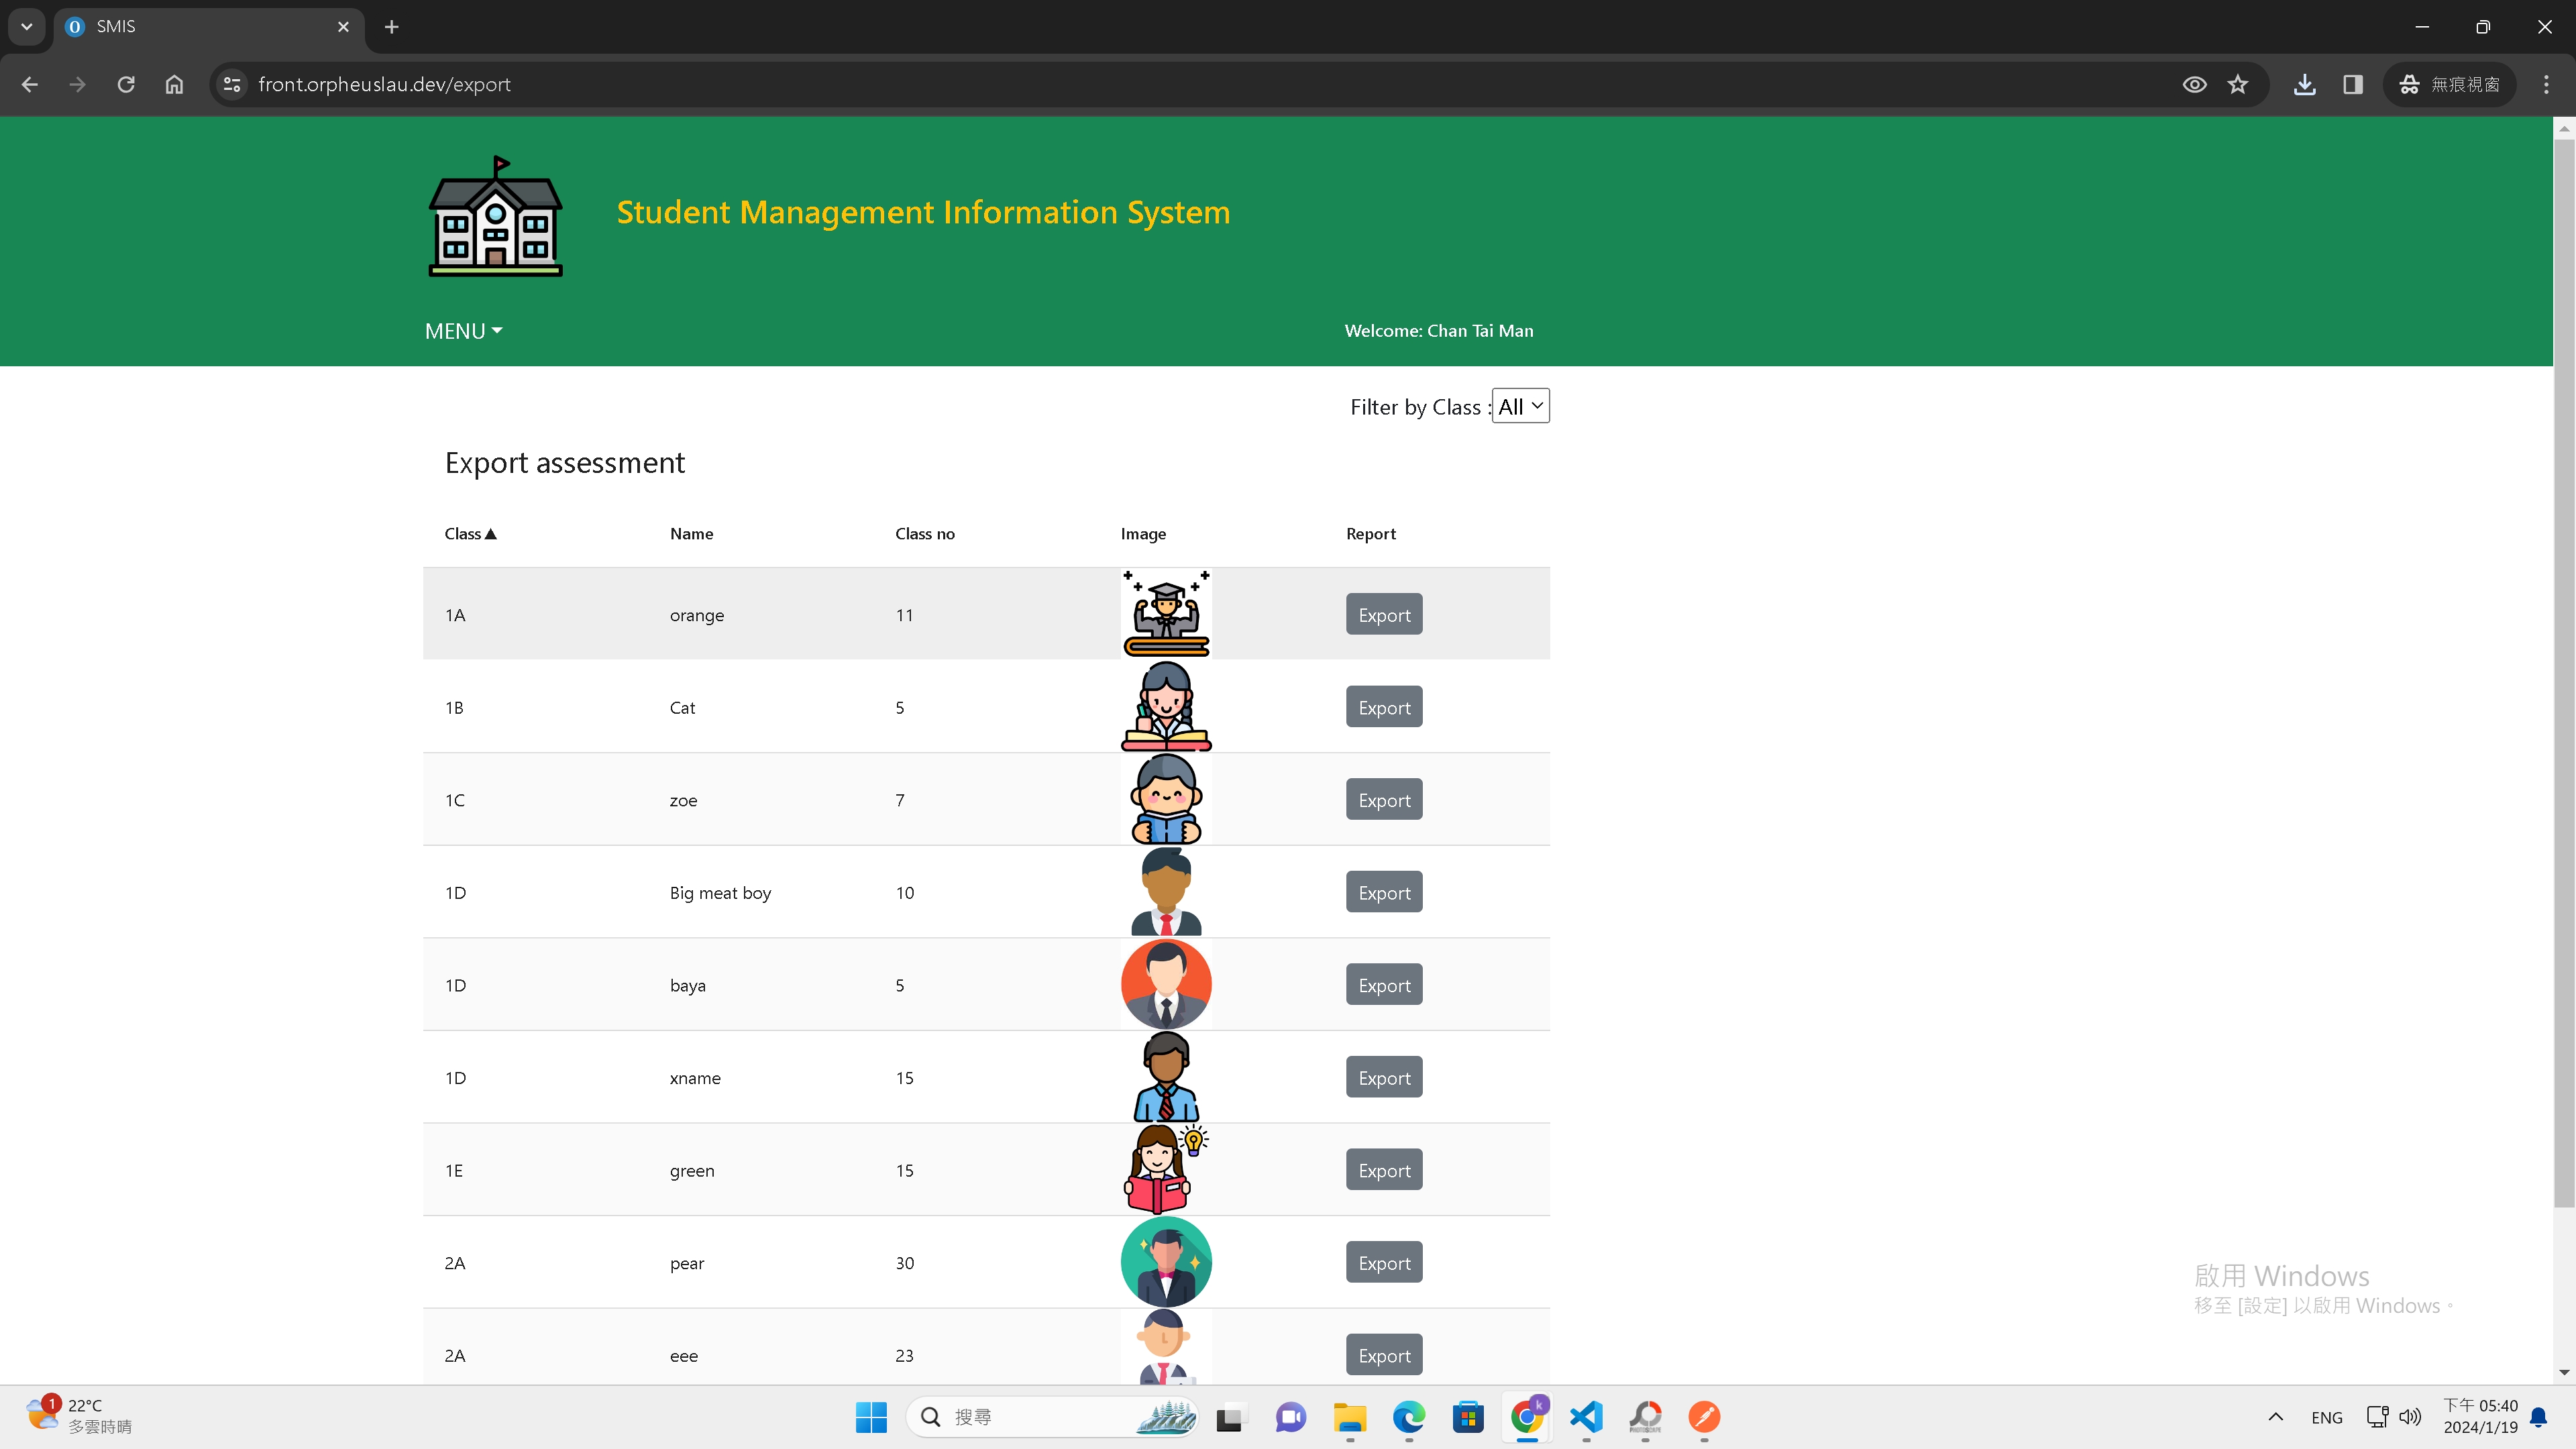 SMIS
front.orpheuslau.dev/export
無痕視窗
Student Management Information System
MENU
Welcome: Chan Tai Man
Filter by Class : All
Export assessment
Class▲ Name Class no Image Report
1A orange 11 Export
1B Cat 5 Export
1C zoe 7 Export
1D Big meat boy 10 Export
1D baya 5 Export
1D xname 15 Export
1E green 15 Export
2A pear 30 Export
2A eee 23 Export
啟用 Windows
移至 [設定] 以啟用 Windows。
1
22°C
多雲時晴
搜尋
k
ENG
下午 05:40
2024/1/19